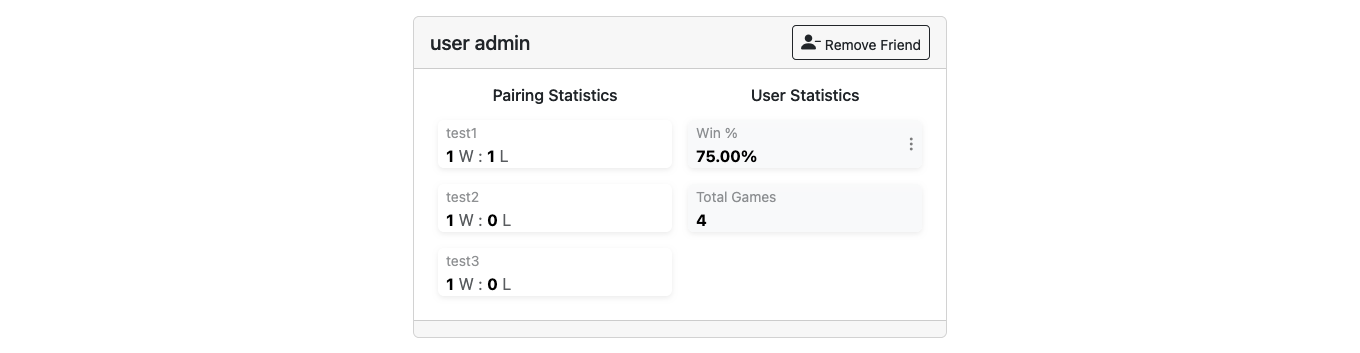 user admin
Remove Friend
Pairing Statistics
test1
1 W : 1 L
test2
1 W : 0 L
test3
1 W : 0 L
User Statistics
Win %
75.00%
Total Games
4